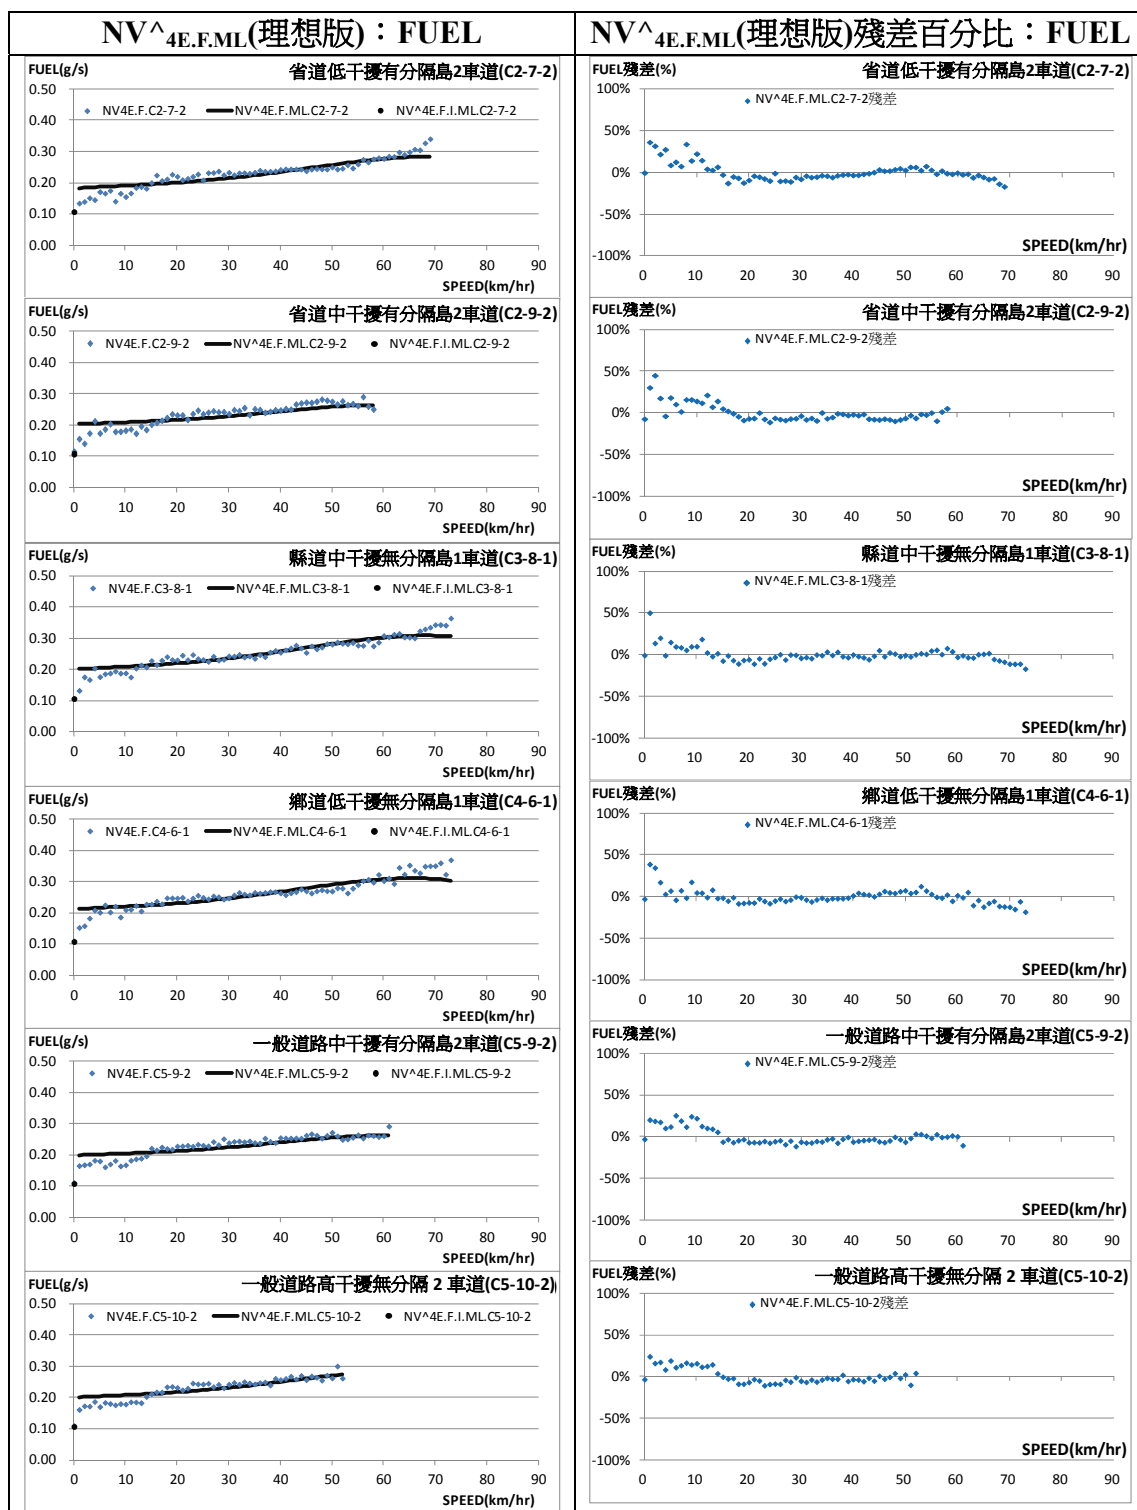 NV^4E.F.ML(理想版)：FUEL
NV^4E.F.ML(理想版)殘差百分比：FUEL
FUEL(g/s)
省道低干擾有分隔島2車道(C2-7-2)
NV4E.F.C2-7-2 NV^4E.F.ML.C2-7-2 NV^4E.F.I.ML.C2-7-2
0.50
0.40
0.30
0.20
0.10
0.00
0 10 20 30 40 50 60 70 80 90
SPEED(km/hr)
FUEL殘差(%)
省道低干擾有分隔島2車道(C2-7-2)
NV^4E.F.ML.C2-7-2殘差
100%
50%
0%
-50%
-100%
SPEED(km/hr)
0 10 20 30 40 50 60 70 80 90
FUEL(g/s)
省道中干擾有分隔島2車道(C2-9-2)
NV4E.F.C2-9-2 NV^4E.F.ML.C2-9-2 NV^4E.F.I.ML.C2-9-2
0.50
0.40
0.30
0.20
0.10
0.00
0 10 20 30 40 50 60 70 80 90
SPEED(km/hr)
FUEL殘差(%)
省道中干擾有分隔島2車道(C2-9-2)
NV^4E.F.ML.C2-9-2殘差
100%
50%
0%
-50%
-100%
SPEED(km/hr)
0 10 20 30 40 50 60 70 80 90
FUEL(g/s)
縣道中干擾無分隔島1車道(C3-8-1)
NV4E.F.C3-8-1 NV^4E.F.ML.C3-8-1 NV^4E.F.I.ML.C3-8-1
0.50
0.40
0.30
0.20
0.10
0.00
0 10 20 30 40 50 60 70 80 90
SPEED(km/hr)
FUEL殘差(%)
縣道中干擾無分隔島1車道(C3-8-1)
NV^4E.F.ML.C3-8-1殘差
100%
50%
0%
-50%
-100%
SPEED(km/hr)
0 10 20 30 40 50 60 70 80 90
FUEL(g/s)
鄉道低干擾無分隔島1車道(C4-6-1)
NV4E.F.C4-6-1 NV^4E.F.ML.C4-6-1 NV^4E.F.I.ML.C4-6-1
0.50
0.40
0.30
0.20
0.10
0.00
0 10 20 30 40 50 60 70 80 90
SPEED(km/hr)
FUEL殘差(%)
鄉道低干擾無分隔島1車道(C4-6-1)
NV^4E.F.ML.C4-6-1殘差
100%
50%
0%
-50%
-100%
SPEED(km/hr)
0 10 20 30 40 50 60 70 80 90
FUEL(g/s)
一般道路中干擾有分隔島2車道(C5-9-2)
NV4E.F.C5-9-2 NV^4E.F.ML.C5-9-2 NV^4E.F.I.ML.C5-9-2
0.50
0.40
0.30
0.20
0.10
0.00
0 10 20 30 40 50 60 70 80 90
SPEED(km/hr)
FUEL殘差(%)
一般道路中干擾有分隔島2車道(C5-9-2)
NV^4E.F.ML.C5-9-2殘差
100%
50%
0%
-50%
-100%
SPEED(km/hr)
0 10 20 30 40 50 60 70 80 90
FUEL(g/s)
一般道路高干擾無分隔 2 車道(C5-10-2)
NV4E.F.C5-10-2 NV^4E.F.ML.C5-10-2 NV^4E.F.I.ML.C5-10-2
0.50
0.40
0.30
0.20
0.10
0.00
0 10 20 30 40 50 60 70 80 90
SPEED(km/hr)
FUEL殘差(%)
一般道路高干擾無分隔 2 車道(C5-10-2)
NV^4E.F.ML.C5-10-2殘差
100%
50%
0%
-50%
-100%
SPEED(km/hr)
0 10 20 30 40 50 60 70 80 90